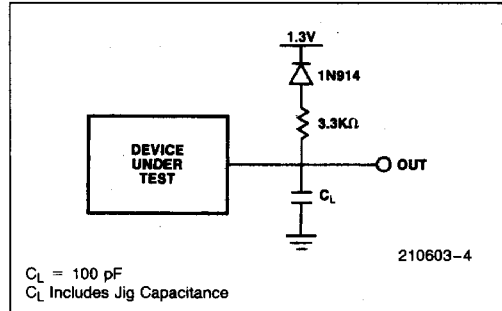 1.3V
1N914
3.3KΩ
DEVICE
UNDER
TEST
OUT
CL
210603-4
CL = 100 pF
CL Includes Jig Capacitance